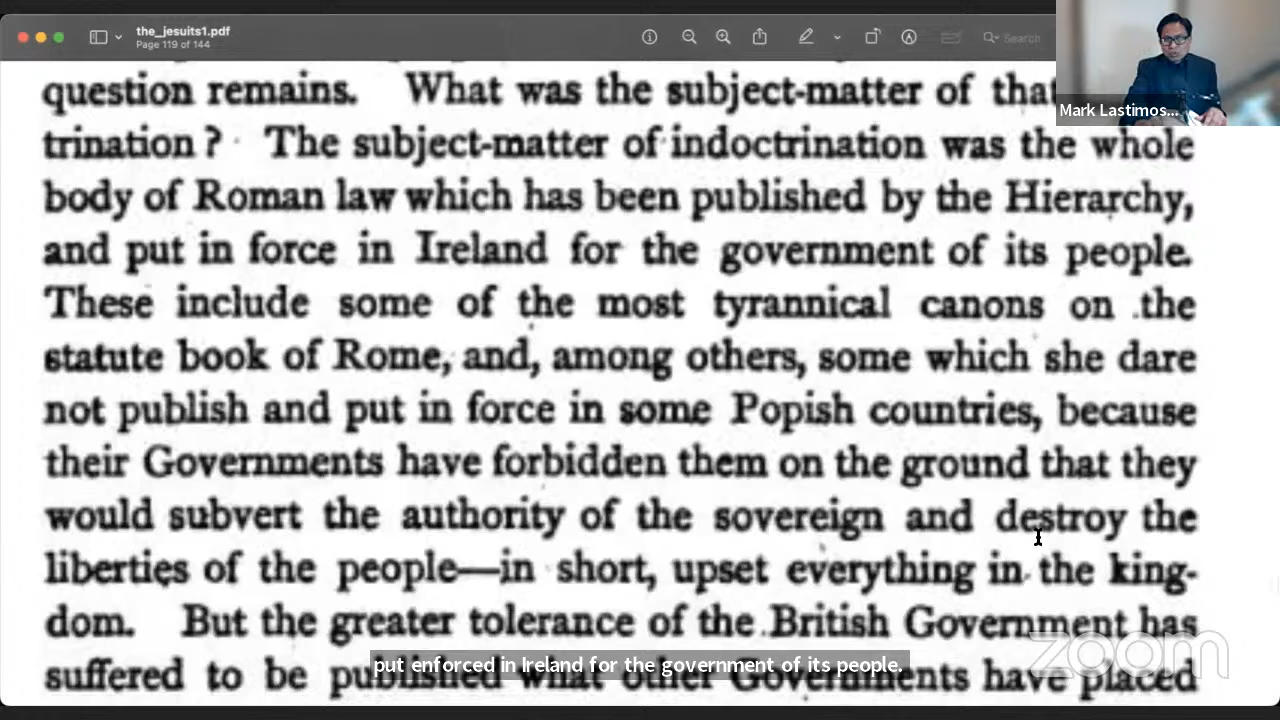 the_jesuits1.pdf
Page 119 of 144
Search
Mark Lastimos...
question remains. What was the subject-matter of that
trination? The subject-matter of indoctrination was the whole
body of Roman law which has been published by the Hierarchy,
and put in force in Ireland for the government of its people.
These include some of the most tyrannical canons on the
statute book of Rome, and, among others, some which she dare
not publish and put in force in some Popish countries, because
their Governments have forbidden them on the ground that they
would subvert the authority of the sovereign and destroy the
liberties of the people—in short, upset everything in the king-
dom. But the greater tolerance of the British Government has
suffered to be published what other Governments have placed
put enforced in Ireland for the government of its people.
zoom